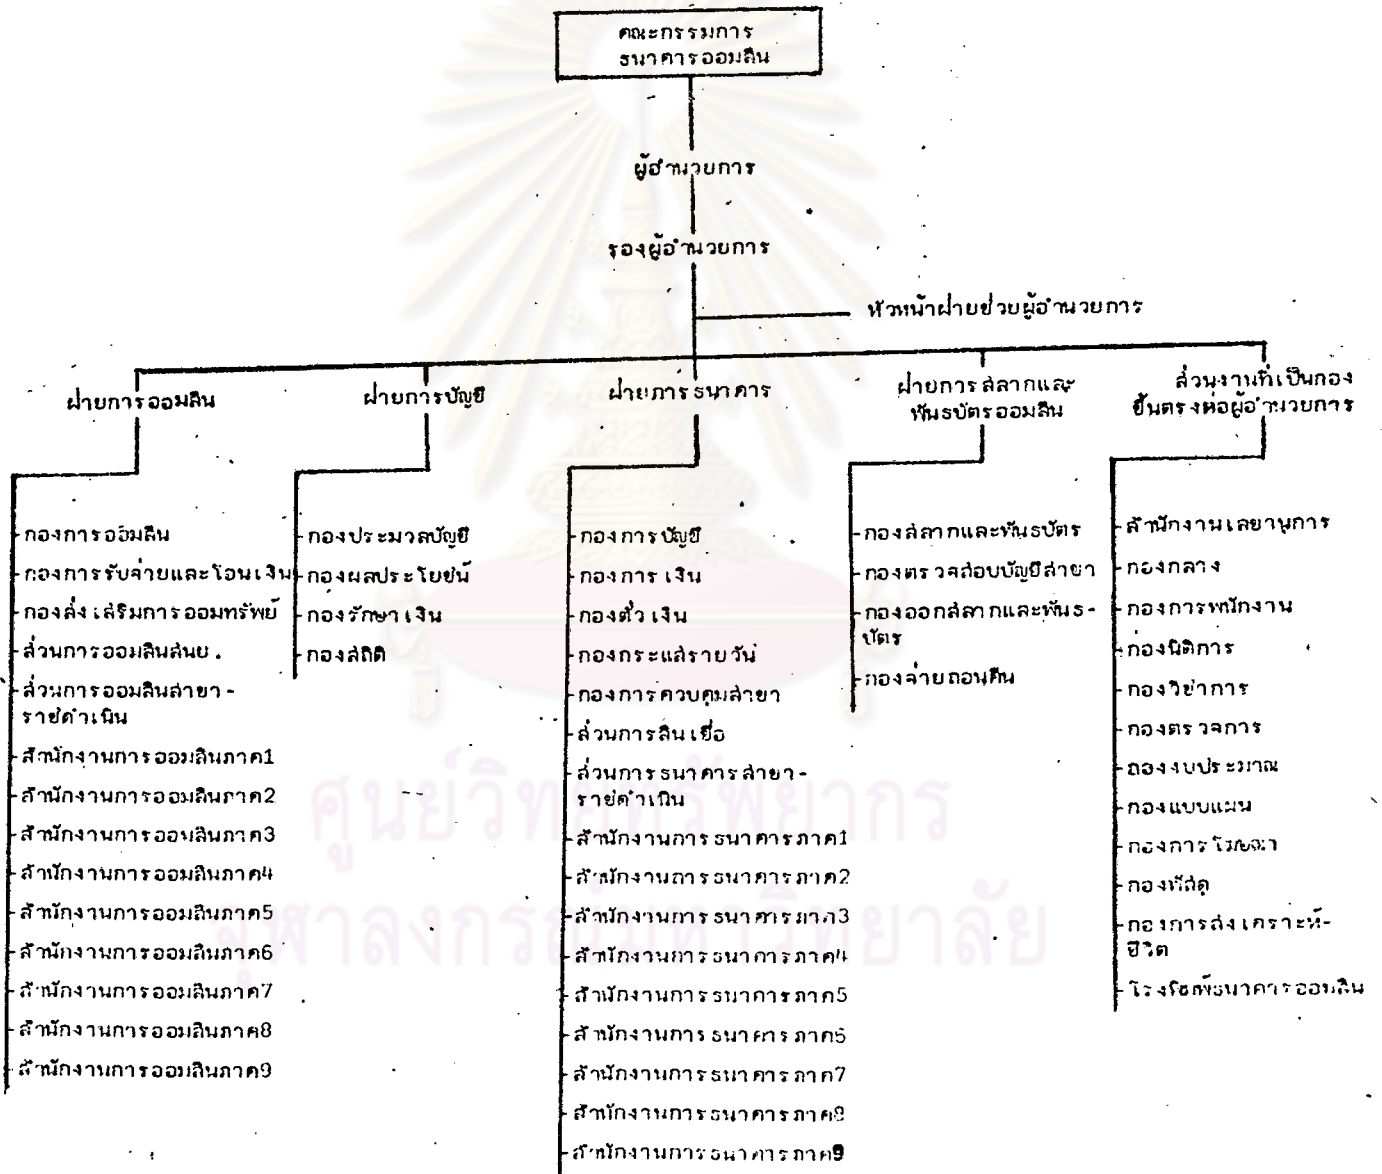 คณะกรรมการ
ธนาคารออมสิน
ผู้อำนวยการ
รองผู้อำนวยการ
หัวหน้าฝ่ายช่วยผู้อำนวยการ
ฝ่ายการออมสิน
กองการออมสิน
กองการรับจ่ายและโอนเงิน
กองส่งเสริมการออมทรัพย์
ส่วนการออมสินสนย.
ส่วนการออมสินสาขา-
ราชดำเนิน
สำนักงานการออมสินภาค1
สำนักงานการออมสินภาค2
สำนักงานการออมสินภาค3
สำนักงานการออมสินภาค4
สำนักงานการออมสินภาค5
สำนักงานการออมสินภาค6
สำนักงานการออมสินภาค7
สำนักงานการออมสินภาค8
สำนักงานการออมสินภาค9
ฝ่ายการบัญชี
กองประมวลบัญชี
กองผลประโยชน์
กองรักษาเงิน
กองสถิติ
ฝ่ายการธนาคาร
กองการบัญชี
กองการเงิน
กองตั๋วเงิน
กองกระแสรายวัน
กองการควบคุมสาขา
ส่วนการสินเชื่อ
ส่วนการธนาคารสาขา-
ราชดำเนิน
สำนักงานการธนาคารภาค1
สำนักงานการธนาคารภาค2
สำนักงานการธนาคารภาค3
สำนักงานการธนาคารภาค4
สำนักงานการธนาคารภาค5
สำนักงานการธนาคารภาค6
สำนักงานการธนาคารภาค7
สำนักงานการธนาคารภาค8
สำนักงานการธนาคารภาค9
ฝ่ายการสลากและ
พันธบัตรออมสิน
กองสลากและพันธบัตร
กองตรวจสอบบัญชีสาขา
กองออกสลากและพันธ-
บัตร
กองจ่ายถอนคืน
ส่วนงานที่เป็นกอง
ขึ้นตรงต่อผู้อำนวยการ
สำนักงานเลขานุการ
กองกลาง
กองการพนักงาน
กองนิติการ
กองวิชาการ
กองตรวจการ
กองงบประมาณ
กองแบบแผน
กองการโฆษณา
กองพัสดุ
กองการสงเคราะห์-
ชีวิต
โรงพิมพ์ธนาคารออมสิน
ศูนย์วิทยทรัพยากร
จุฬาลงกรณ์มหาวิทยาลัย